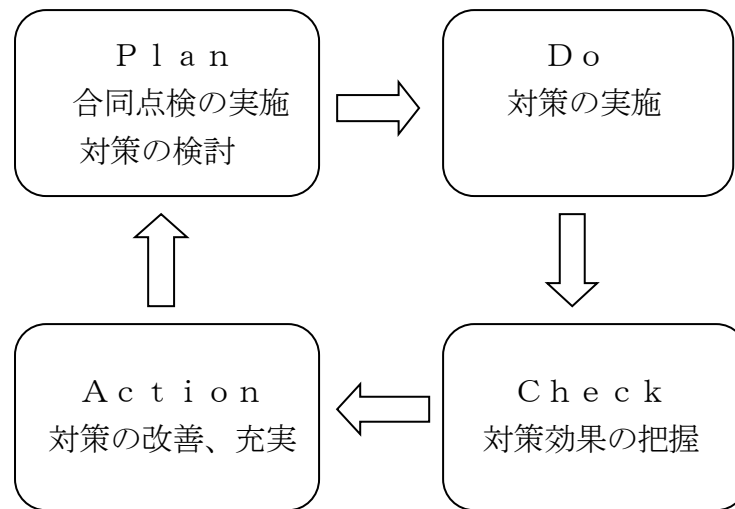 Ｐｌａｎ
合同点検の実施
対策の検討
Ｄｏ
対策の実施
Ａｃｔｉｏｎ
対策の改善、充実
Ｃｈｅｃｋ
対策効果の把握